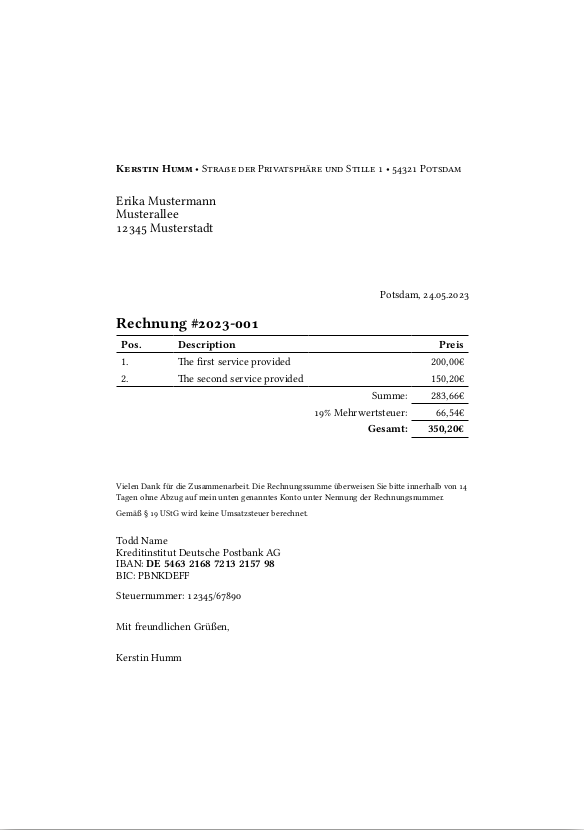 Kerstin Humm • Straße der Privatsphäre und Stille 1 • 54321 Potsdam
Erika Mustermann
Musterallee
12345 Musterstadt
Potsdam, 24.05.2023
Rechnung #2023-001
Pos. Description Preis
1. The first service provided 200,00€
2. The second service provided 150,20€
Summe: 283,66€
19% Mehrwertsteuer: 66,54€
Gesamt: 350,20€
Vielen Dank für die Zusammenarbeit. Die Rechnungssumme überweisen Sie bitte innerhalb von 14
Tagen ohne Abzug auf mein unten genanntes Konto unter Nennung der Rechnungsnummer.
Gemäß § 19 UStG wird keine Umsatzsteuer berechnet.
Todd Name
Kreditinstitut Deutsche Postbank AG
IBAN: DE 5463 2168 7213 2157 98
BIC: PBNKDEFF
Steuernummer: 12345/67890
Mit freundlichen Grüßen,
Kerstin Humm